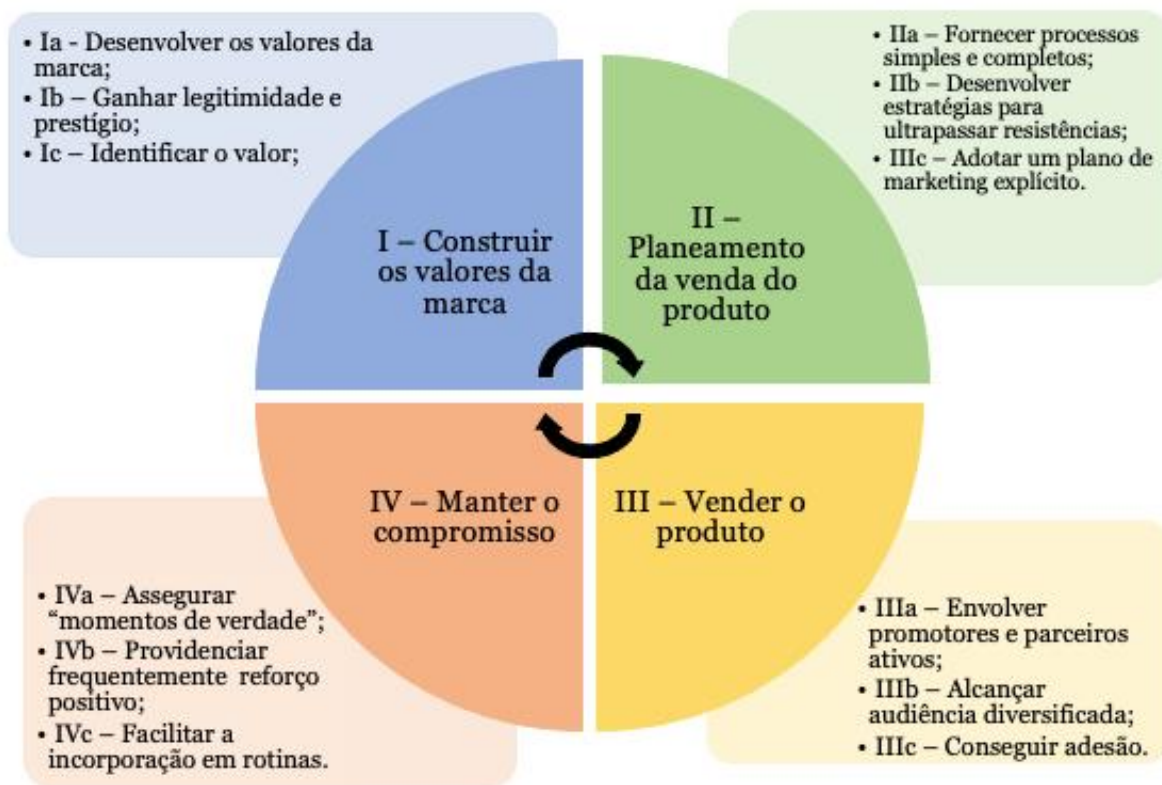 • Ia - Desenvolver os valores da
marca;
• Ib – Ganhar legitimidade e
prestígio;
• Ic – Identificar o valor;
• IIa – Fornecer processos
simples e completos;
• IIb – Desenvolver
estratégias para
ultrapassar resistências;
• IIIc – Adotar um plano de
marketing explícito.
I – Construir
os valores da
marca
II –
Planeamento
da venda do
produto
IV – Manter o
compromisso
III – Vender o
produto
• IVa – Assegurar
“momentos de verdade”;
• IVb – Providenciar
frequentemente reforço
positivo;
• IVc – Facilitar a
incorporação em rotinas.
• IIIa – Envolver
promotores e parceiros
ativos;
• IIIb – Alcançar
audiência diversificada;
• IIIc – Conseguir adesão.